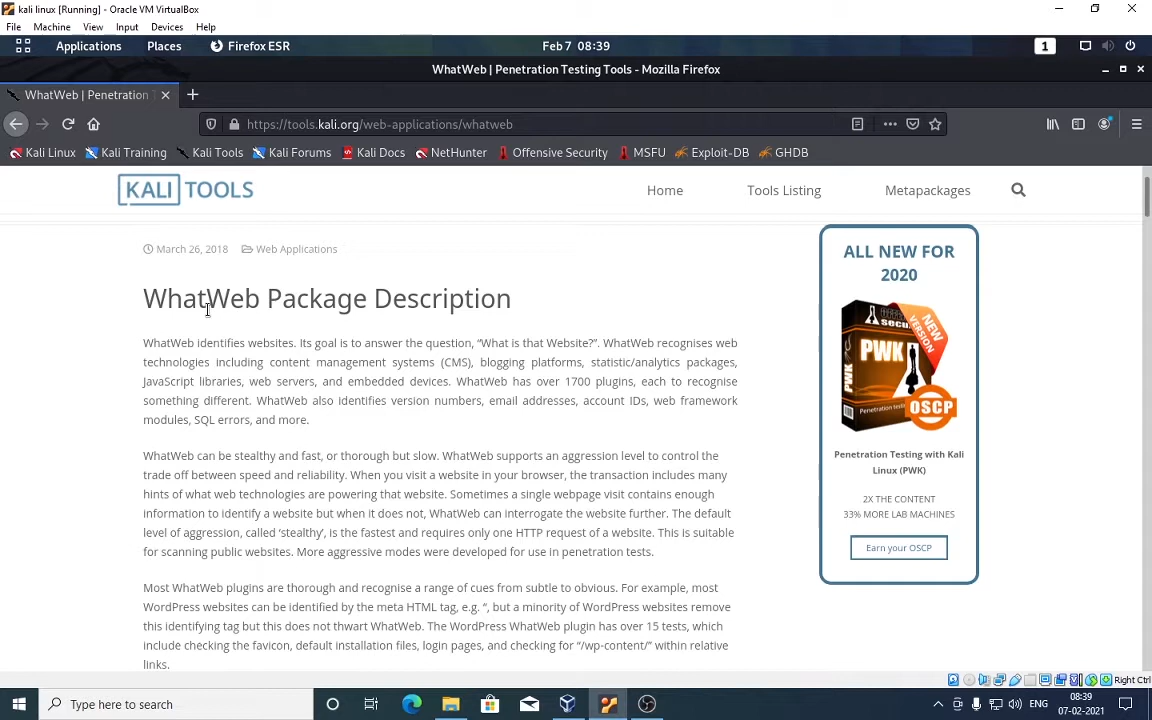 kali linux [Running] - Oracle VM VirtualBox
File Machine View Input Devices Help
Applications Places Firefox ESR Feb 7 08:39 1
WhatWeb | Penetration Testing Tools - Mozilla Firefox
WhatWeb | Penetration T
https://tools.kali.org/web-applications/whatweb
Kali Linux Kali Training Kali Tools Kali Forums Kali Docs NetHunter Offensive Security MSFU Exploit-DB GHDB
KALI TOOLS Home Tools Listing Metapackages
March 26, 2018 Web Applications
WhatWeb Package Description
WhatWeb identifies websites. Its goal is to answer the question, “What is that Website?”. WhatWeb recognises web
technologies including content management systems (CMS), blogging platforms, statistic/analytics packages,
JavaScript libraries, web servers, and embedded devices. WhatWeb has over 1700 plugins, each to recognise
something different. WhatWeb also identifies version numbers, email addresses, account IDs, web framework
modules, SQL errors, and more.
WhatWeb can be stealthy and fast, or thorough but slow. WhatWeb supports an aggression level to control the
trade off between speed and reliability. When you visit a website in your browser, the transaction includes many
hints of what web technologies are powering that website. Sometimes a single webpage visit contains enough
information to identify a website but when it does not, WhatWeb can interrogate the website further. The default
level of aggression, called ‘stealthy’, is the fastest and requires only one HTTP request of a website. This is suitable
for scanning public websites. More aggressive modes were developed for use in penetration tests.
Most WhatWeb plugins are thorough and recognise a range of cues from subtle to obvious. For example, most
WordPress websites can be identified by the meta HTML tag, e.g. “, but a minority of WordPress websites remove
this identifying tag but this does not thwart WhatWeb. The WordPress WhatWeb plugin has over 15 tests, which
include checking the favicon, default installation files, login pages, and checking for “/wp-content/” within relative
links.
ALL NEW FOR
2020
NEW
VERSION
PWK
OSCP
Penetration Testing with Kali
Linux (PWK)
2X THE CONTENT
33% MORE LAB MACHINES
Earn your OSCP
Right Ctrl
Type here to search
ENG
08:39
07-02-2021